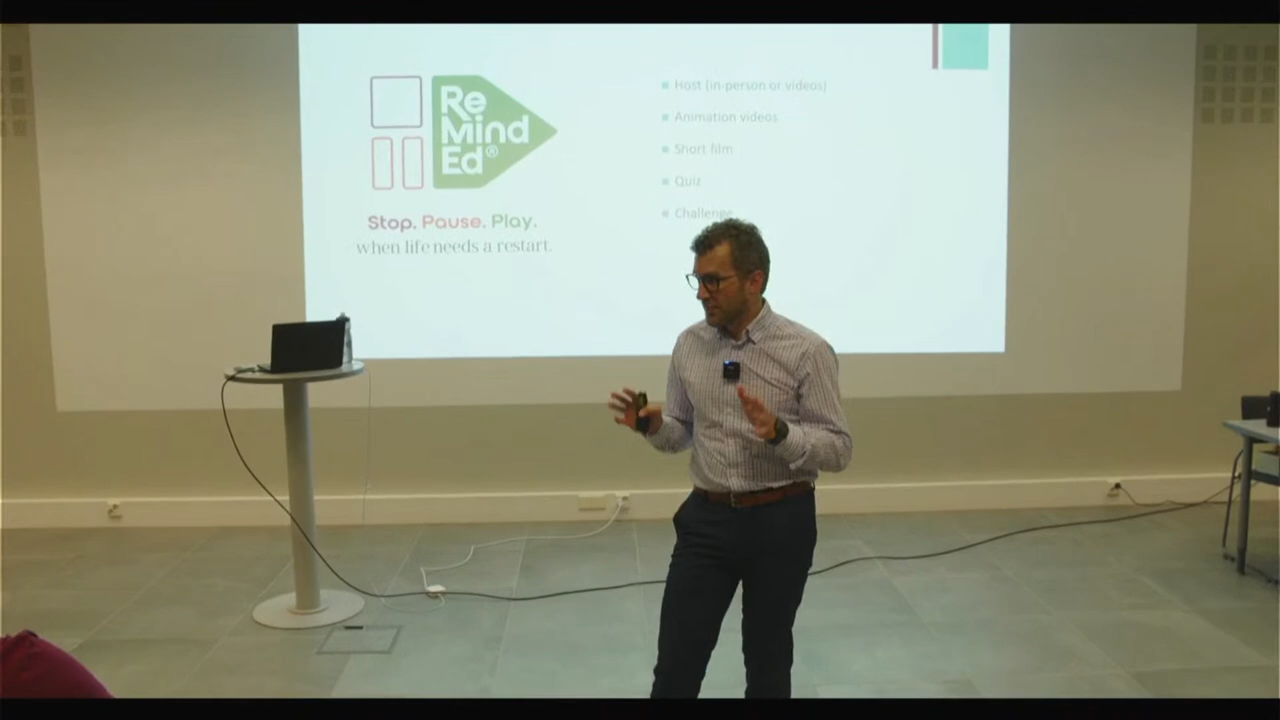 Re
Mind
Ed®
Stop. Pause. Play.
when life needs a restart.
Host (in-person or videos)
Animation videos
Short film
Quiz
Challenge